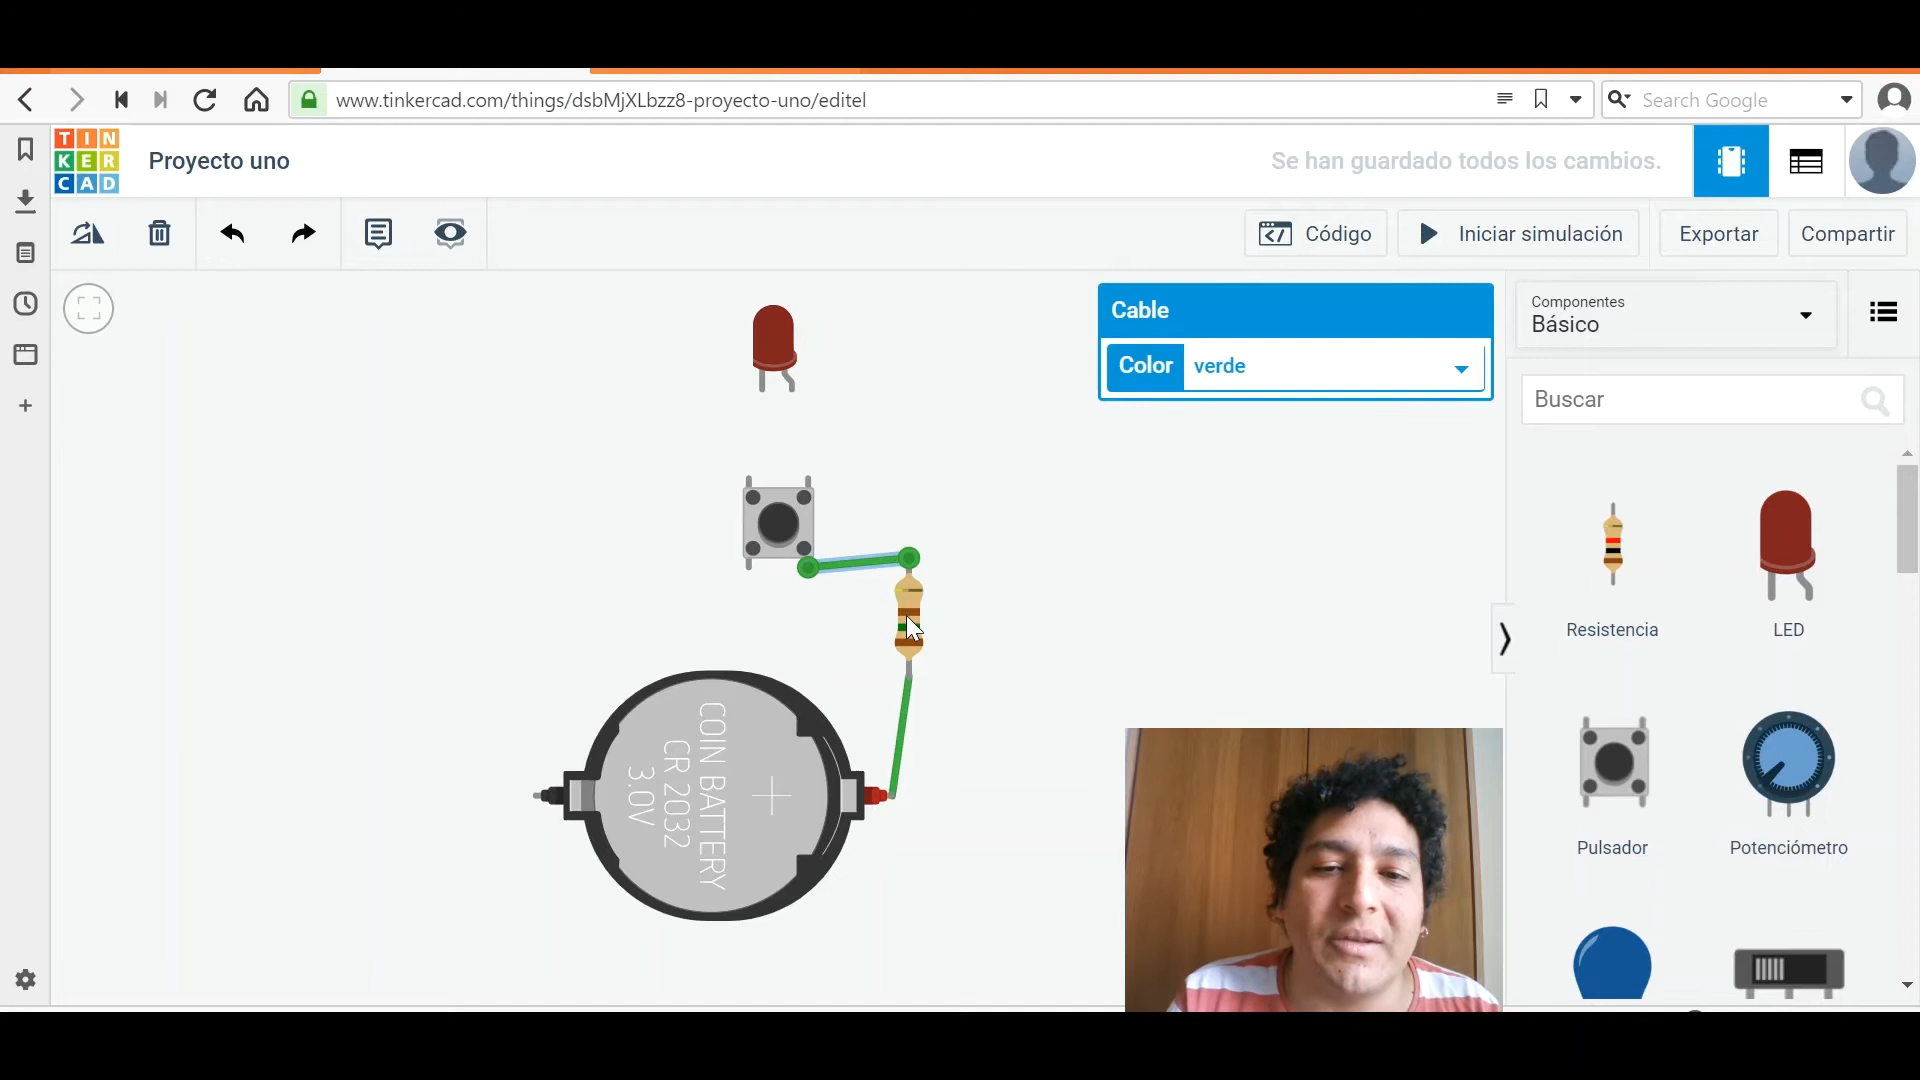 www.tinkercad.com/things/dsbMjXLbzz8-proyecto-uno/editel
Search Google
TIN
KER
CAD
Proyecto uno
Se han guardado todos los cambios.
Código
Iniciar simulación
Exportar
Compartir
Cable
Color
verde
Componentes
Básico
Buscar
Resistencia
LED
Pulsador
Potenciómetro
COIN BATTERY
CR 2032
3.0V